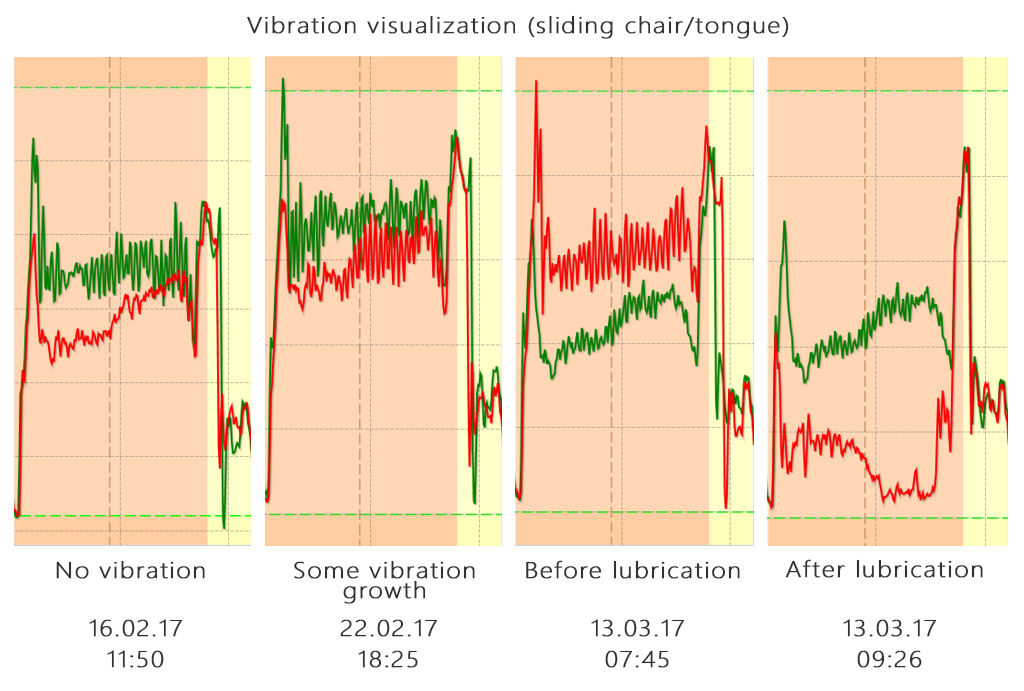 Vibration visualization (sliding chair/tongue)
No vibration
16.02.17
11:50
Some vibration
growth
22.02.17
18:25
Before lubrication
13.03.17
07:45
After lubrication
13.03.17
09:26